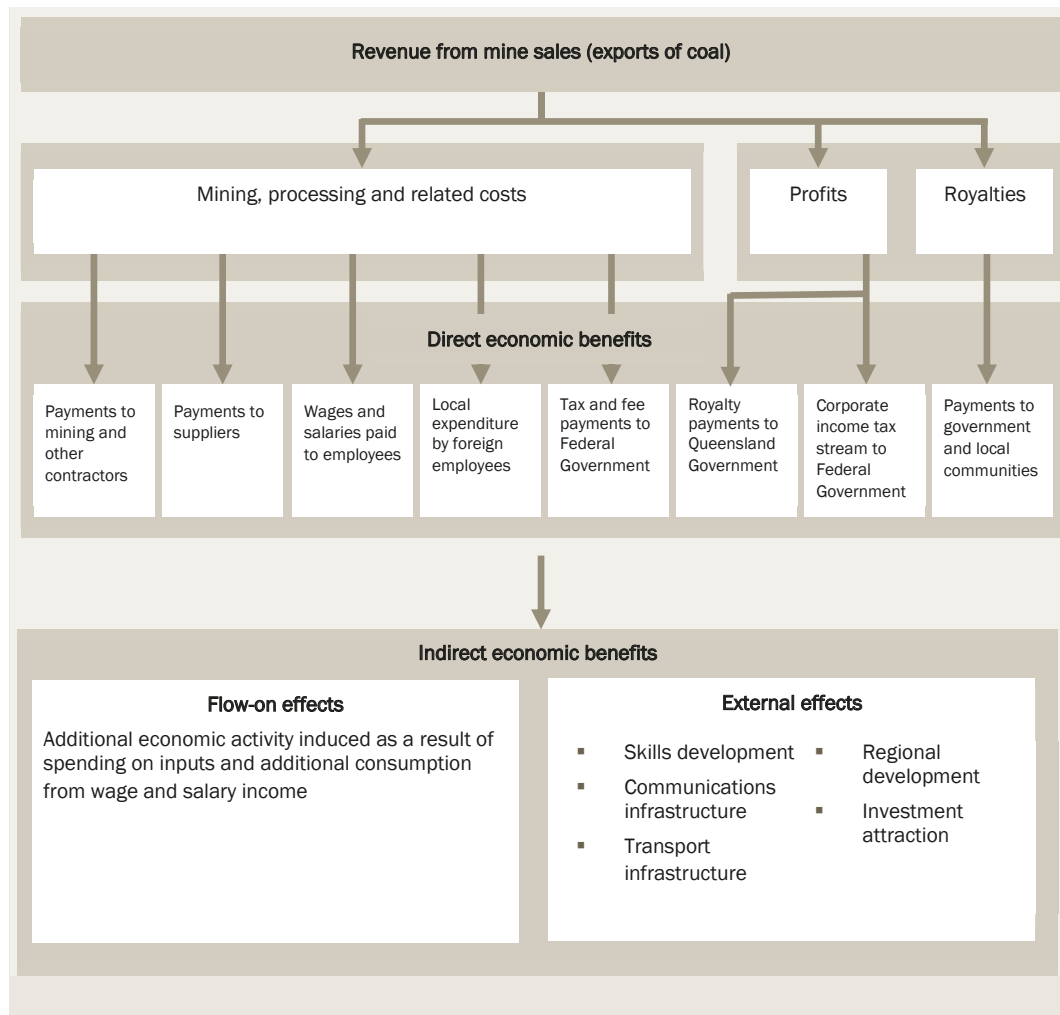 Revenue from mine sales (exports of coal)
Mining, processing and related costs
Profits
Royalties
Direct economic benefits
Payments to
mining and
other
contractors
Payments to
suppliers
Wages and
salaries paid
to employees
Local
expenditure
by foreign
employees
Tax and fee
payments to
Federal
Government
Royalty
payments to
Queensland
Government
Corporate
income tax
stream to
Federal
Government
Payments to
government
and local
communities
Indirect economic benefits
Flow-on effects
Additional economic activity induced as a result of
spending on inputs and additional consumption
from wage and salary income
External effects
▪ Skills development
▪ Communications
infrastructure
▪ Transport
infrastructure
▪ Regional
development
▪ Investment
attraction